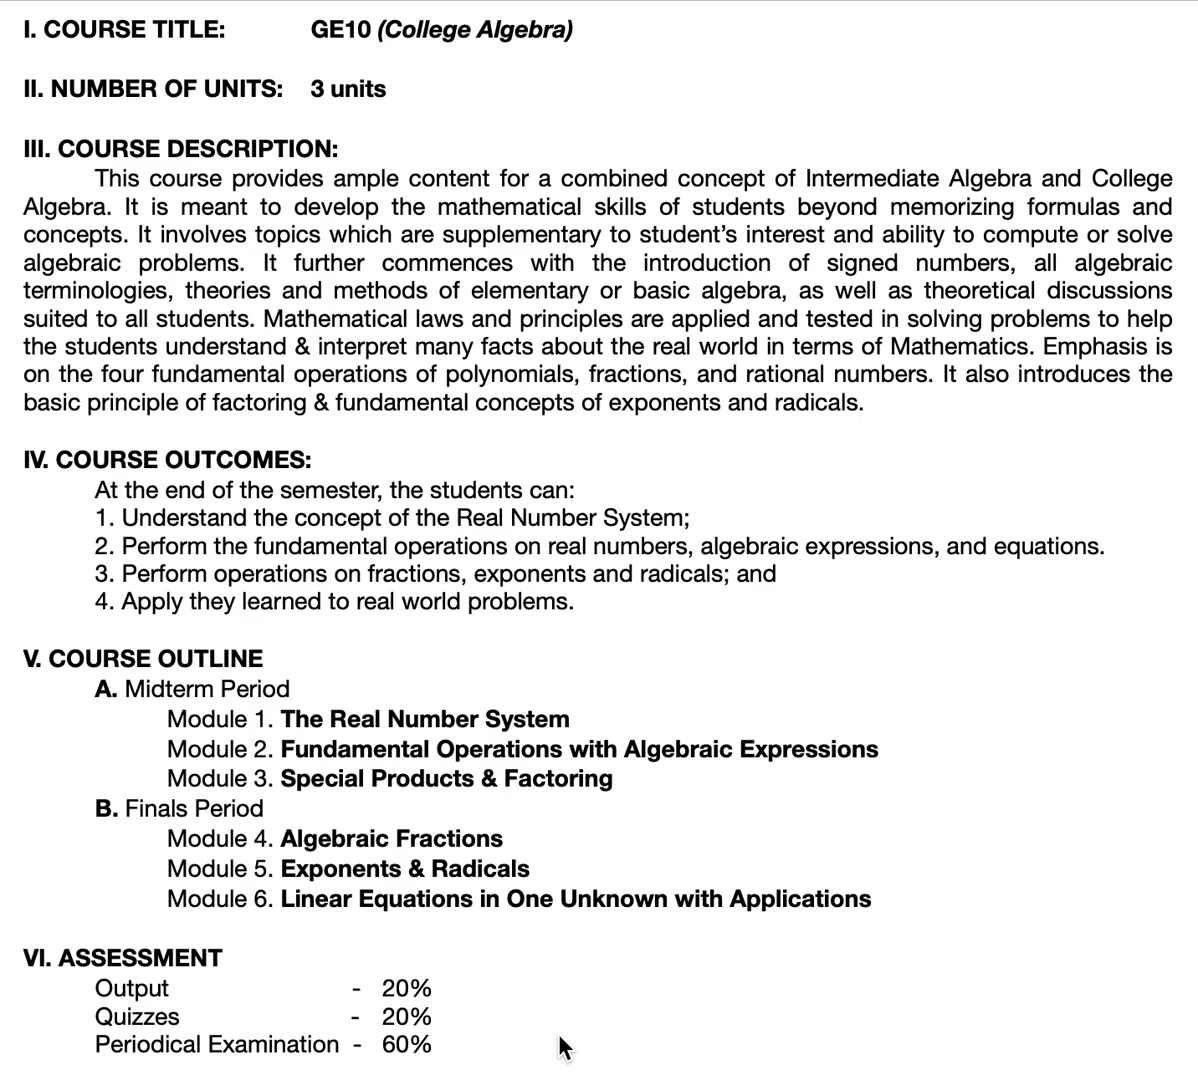 I. COURSE TITLE: GE10 (College Algebra)
II. NUMBER OF UNITS: 3 units
III. COURSE DESCRIPTION:
This course provides ample content for a combined concept of Intermediate Algebra and College
Algebra. It is meant to develop the mathematical skills of students beyond memorizing formulas and
concepts. It involves topics which are supplementary to student’s interest and ability to compute or solve
algebraic problems. It further commences with the introduction of signed numbers, all algebraic
terminologies, theories and methods of elementary or basic algebra, as well as theoretical discussions
suited to all students. Mathematical laws and principles are applied and tested in solving problems to help
the students understand & interpret many facts about the real world in terms of Mathematics. Emphasis is
on the four fundamental operations of polynomials, fractions, and rational numbers. It also introduces the
basic principle of factoring & fundamental concepts of exponents and radicals.
IV. COURSE OUTCOMES:
At the end of the semester, the students can:
1. Understand the concept of the Real Number System;
2. Perform the fundamental operations on real numbers, algebraic expressions, and equations.
3. Perform operations on fractions, exponents and radicals; and
4. Apply they learned to real world problems.
V. COURSE OUTLINE
A. Midterm Period
Module 1. The Real Number System
Module 2. Fundamental Operations with Algebraic Expressions
Module 3. Special Products & Factoring
B. Finals Period
Module 4. Algebraic Fractions
Module 5. Exponents & Radicals
Module 6. Linear Equations in One Unknown with Applications
VI. ASSESSMENT
Output - 20%
Quizzes - 20%
Periodical Examination - 60%